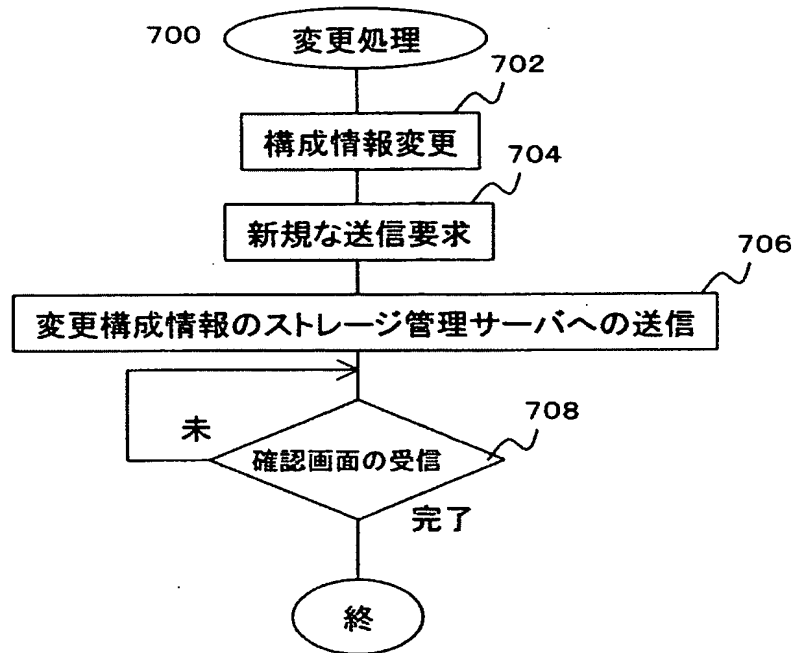 700
変更処理
702
構成情報変更
704
新規な送信要求
706
変更構成情報のストレージ管理サーバへの送信
未
708
確認画面の受信
完了
終